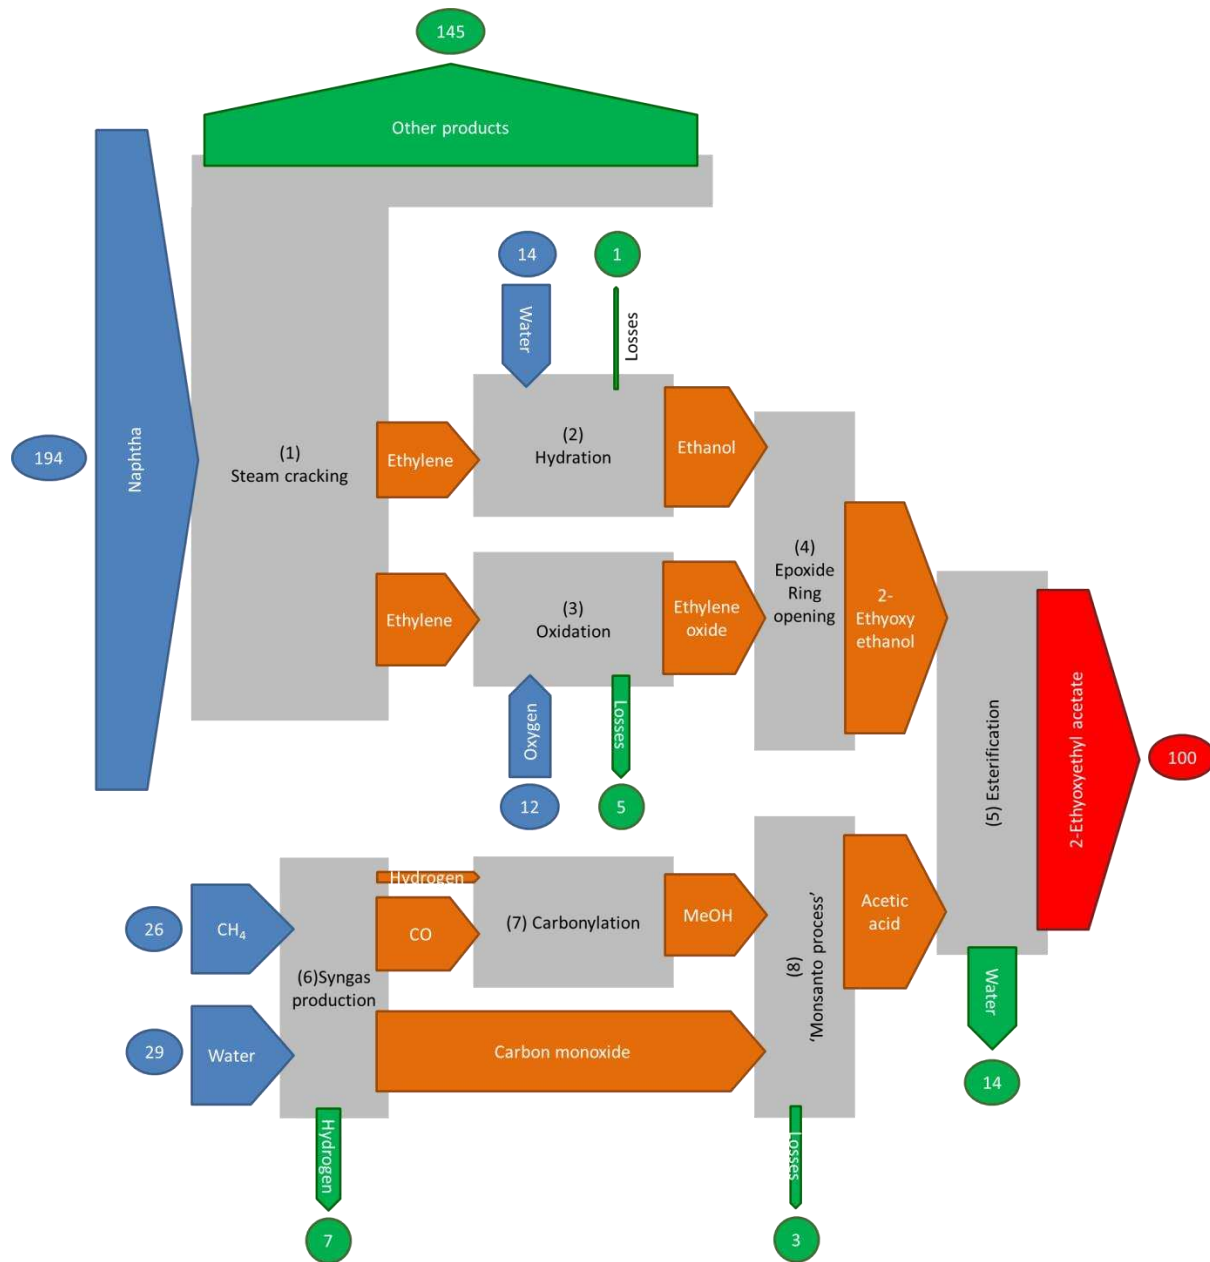 145
Other products
194
Naphtha
(1)
Steam cracking
14
Water
1
Losses
Ethylene
(2)
Hydration
Ethanol
Ethylene
(3)
Oxidation
Ethylene
oxide
Oxygen
12
Losses
5
(4)
Epoxide
Ring
opening
2-
Ethyoxy
ethanol
(5) Esterification
2-Ethyoxyethyl acetate
100
26
CH₄
29
Water
(6)Syngas
production
Hydrogen
CO
(7) Carbonylation
MeOH
Carbon monoxide
(8)
'Monsanto process'
Acetic
acid
Water
14
Hydrogen
7
Losses
3